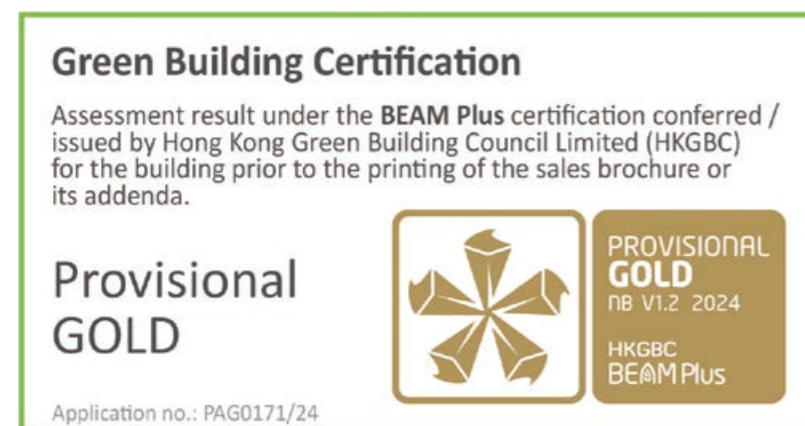 Green Building Certification
Assessment result under the BEAM Plus certification conferred /
issued by Hong Kong Green Building Council Limited (HKGBC)
for the building prior to the printing of the sales brochure or
its addenda.
Provisional
GOLD
PROVISIONAL
GOLD
NB V1.2 2024
HKGBC
BEAM Plus
Application no.: PAG0171/24